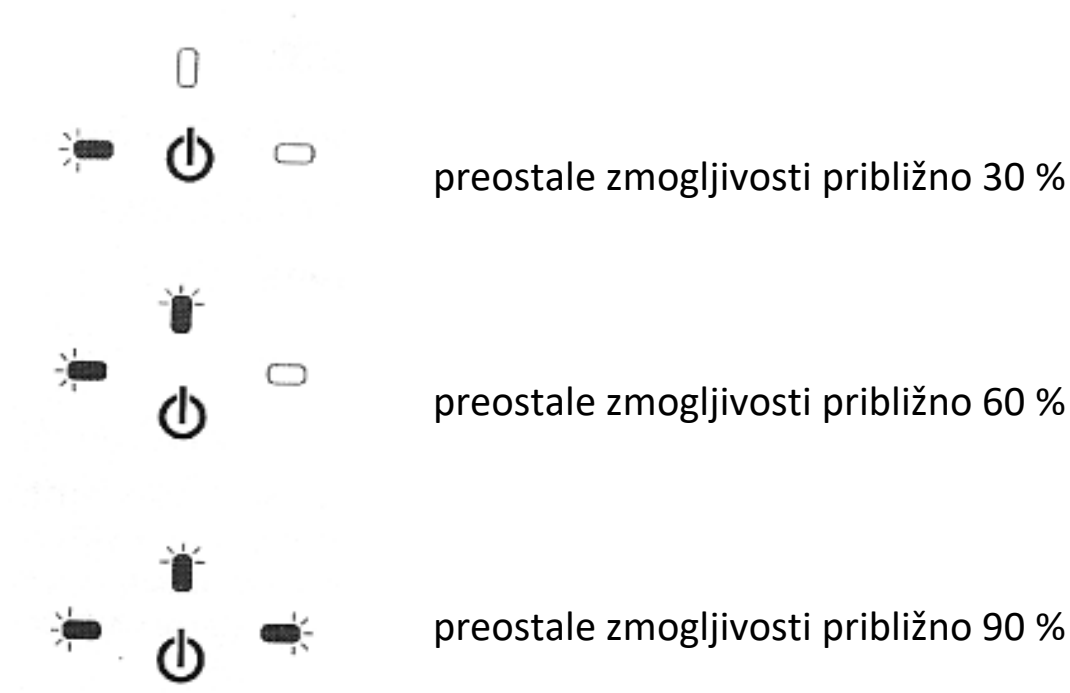 preostale zmogljivosti približno 30 %
preostale zmogljivosti približno 60 %
preostale zmogljivosti približno 90 %